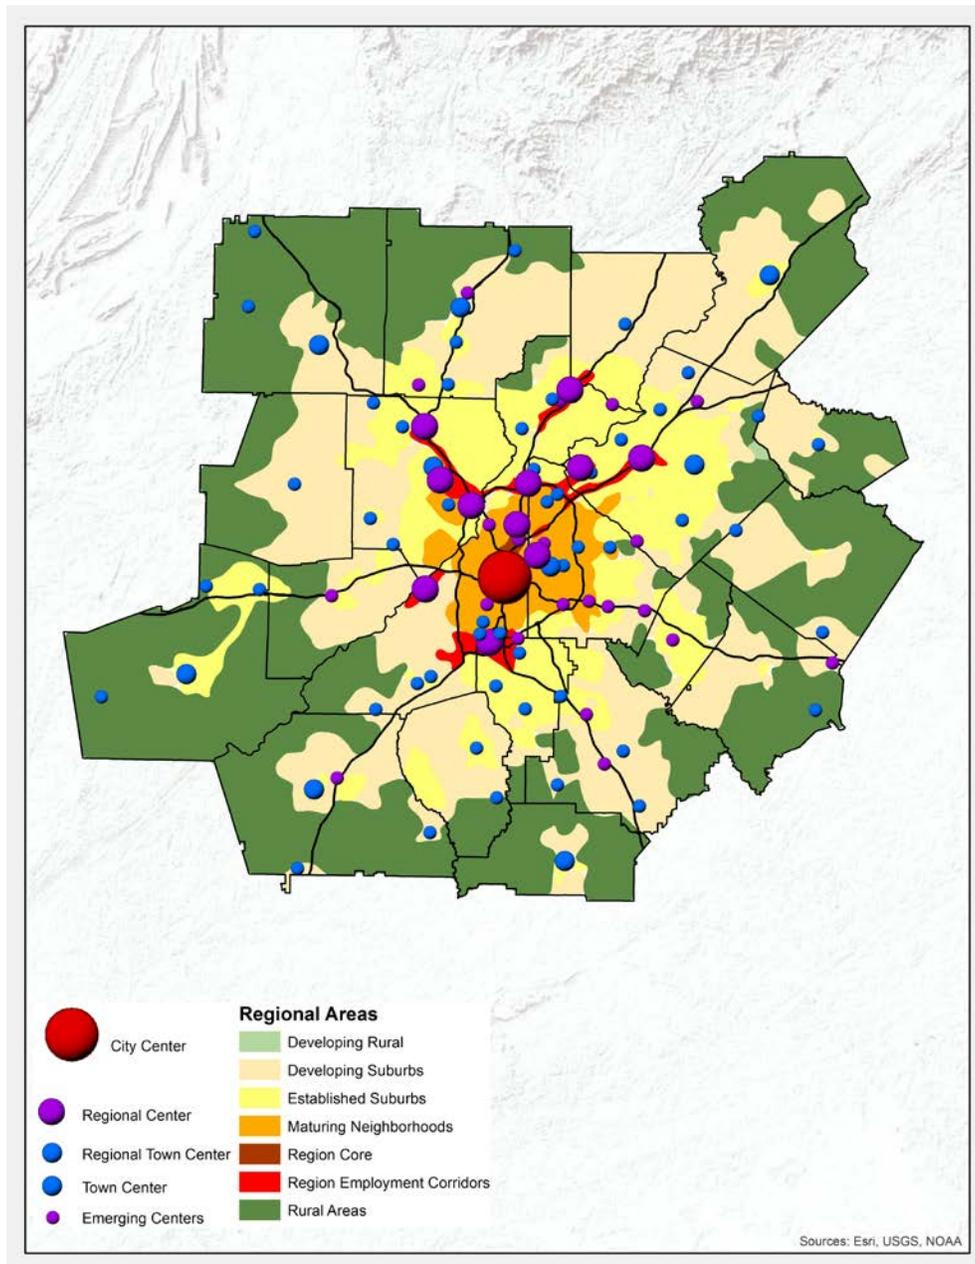 City Center
Regional Center
Regional Town Center
Town Center
Emerging Centers
Regional Areas
Developing Rural
Developing Suburbs
Established Suburbs
Maturing Neighborhoods
Region Core
Region Employment Corridors
Rural Areas
Sources: Esri, USGS, NOAA